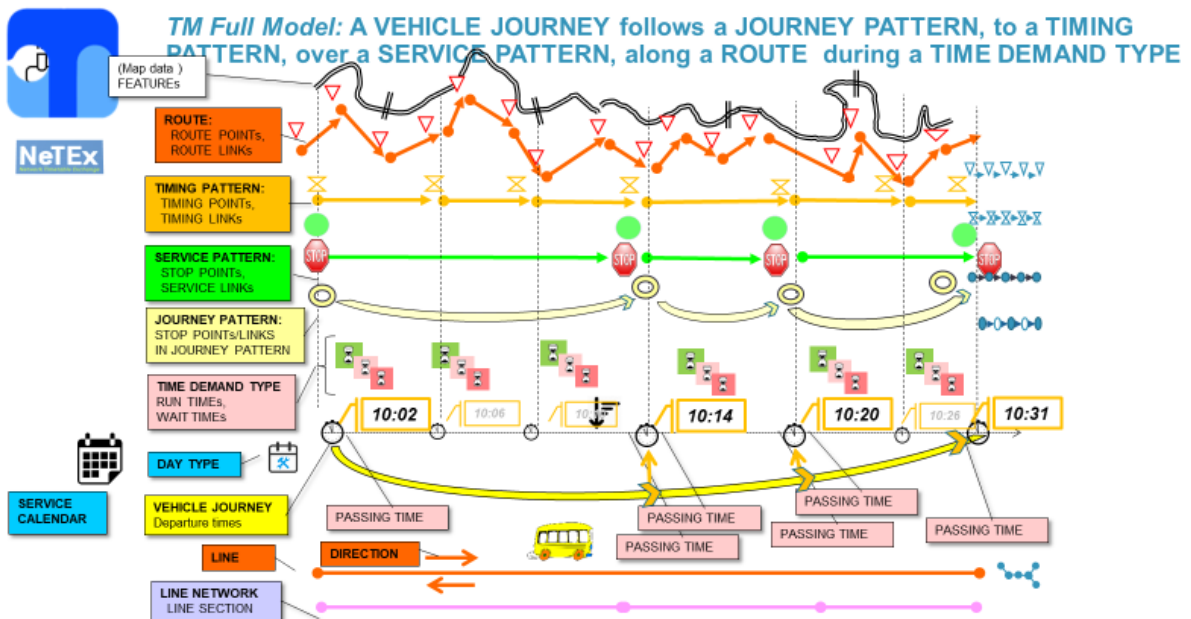 TM Full Model: A VEHICLE JOURNEY follows a JOURNEY PATTERN, to a TIMING
PATTERN, over a SERVICE PATTERN, along a ROUTE during a TIME DEMAND TYPE
(Map data )
FEATUREs
ROUTE:
ROUTE POINTs,
ROUTE LINKs
NeTEx
TIMING PATTERN:
TIMING POINTs,
TIMING LINKs
SERVICE PATTERN:
STOP POINTs,
SERVICE LINKs
STOP
STOP
STOP
STOP
JOURNEY PATTERN:
STOP POINTs/LINKs
IN JOURNEY PATTERN
TIME DEMAND TYPE
RUN TIMEs,
WAIT TIMEs
10:02
10:06
10:14
10:20
10:26
10:31
DAY TYPE
SERVICE
CALENDAR
VEHICLE JOURNEY
Departure times
PASSING TIME
PASSING TIME
PASSING TIME
PASSING TIME
PASSING TIME
PASSING TIME
LINE
DIRECTION
LINE NETWORK
LINE SECTION